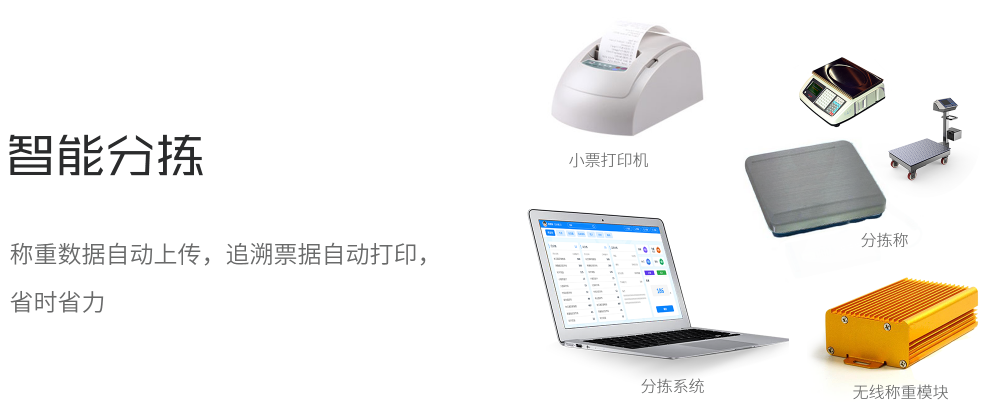 智能分拣
称重数据自动上传，追溯票据自动打印，
省时省力
小票打印机
分拣称
分拣系统
无线称重模块